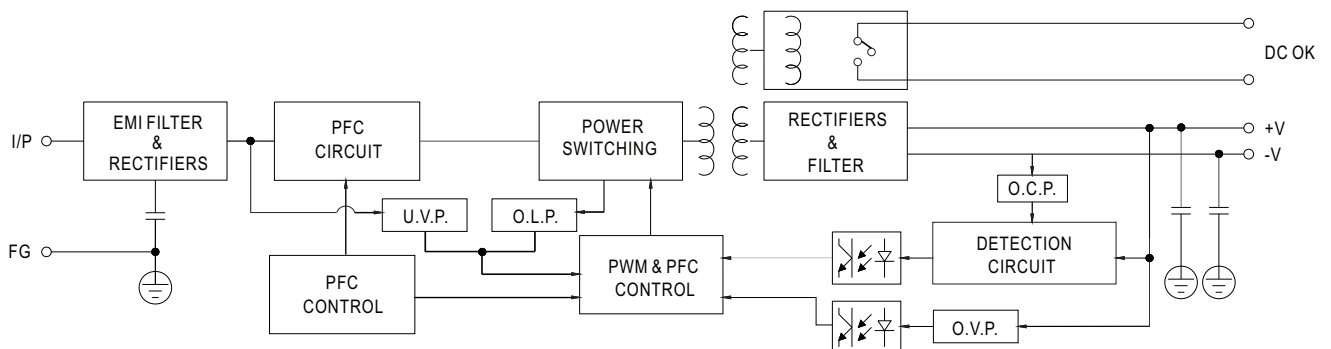 DC OK
I/P
EMI FILTER
&
RECTIFIERS
PFC
CIRCUIT
POWER
SWITCHING
RECTIFIERS
&
FILTER
+V
-V
O.C.P.
U.V.P.
O.L.P.
FG
PFC
CONTROL
PWM & PFC
CONTROL
DETECTION
CIRCUIT
O.V.P.